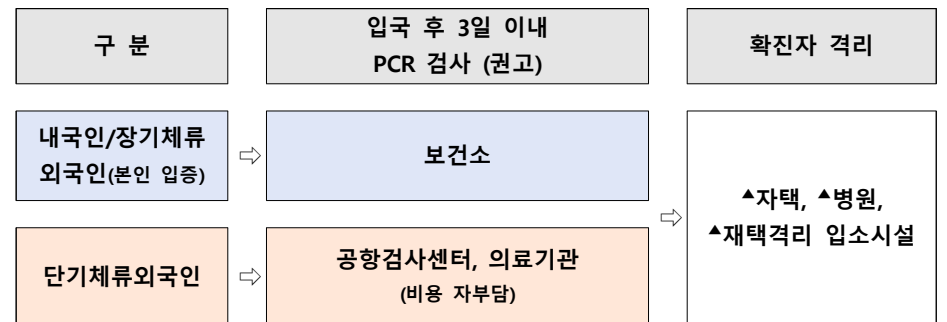 구 분
입국 후 3일 이내
PCR 검사 (권고)
확진자 격리
내국인/장기체류
외국인(본인 입증)
⇨
보건소
단기체류외국인
⇨
공항검사센터, 의료기관
(비용 자부담)
⇨
▲자택, ▲병원,
▲재택격리 입소시설